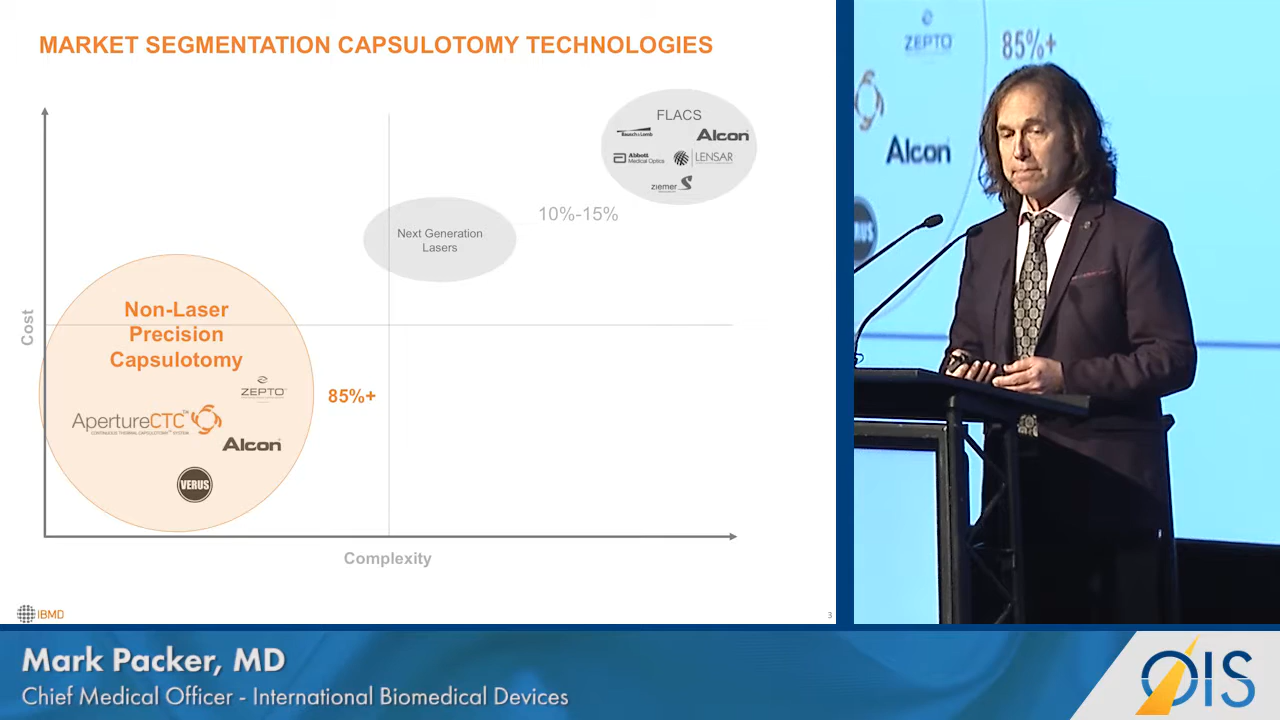 MARKET SEGMENTATION CAPSULOTOMY TECHNOLOGIES
FLACS
Bausch+Lomb
Alcon
Abbott
Medical Optics
LENSAR
ziemer
10%-15%
Next Generation
Lasers
Non-Laser
Precision
Capsulotomy
ZEPTO
ApertureCTC
CONTINUOUS THERMAL CAPSULOTOMY SYSTEM
Alcon
VERUS
85%+
Cost
Complexity
IBMD
3
ZEPTO
85%+
Alcon
VERUS
Mark Packer, MD
Chief Medical Officer - International Biomedical Devices
OIS